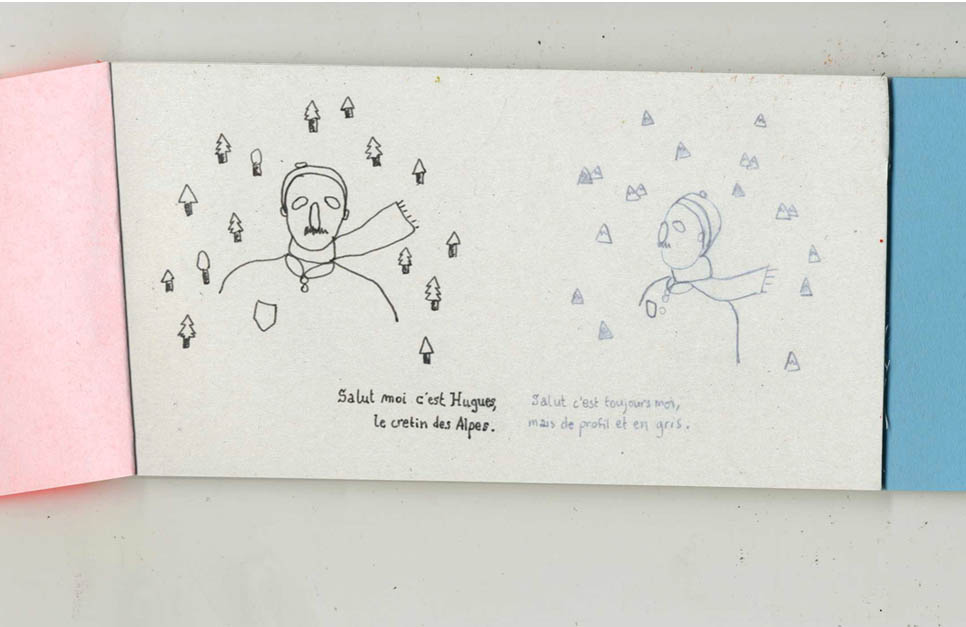 Salut moi c'est Hugues,
le cretin des Alpes.
Salut c'est toujours moi,
mais de profil et en gris.